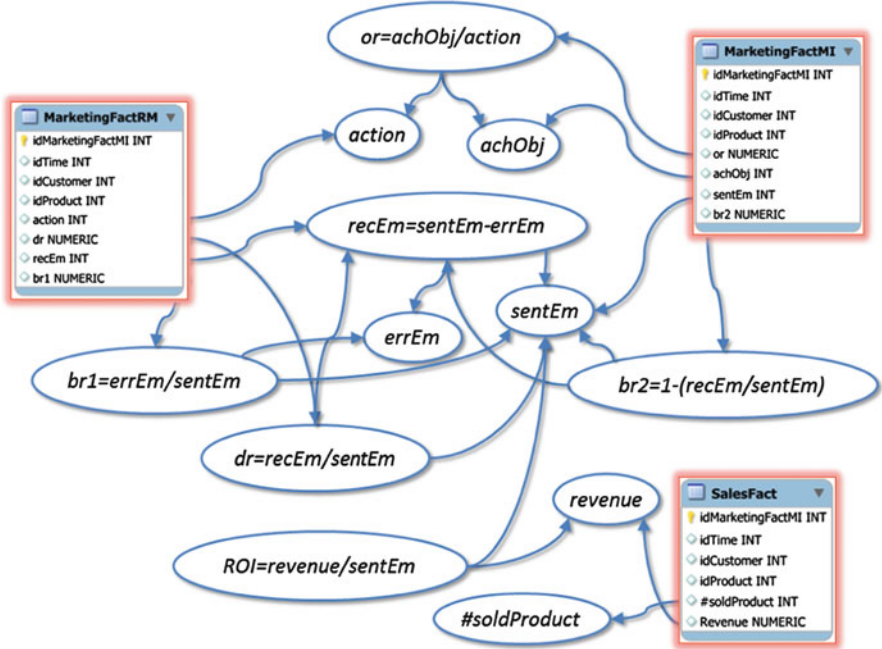 or=achObj/action
MarketingFactMI
idMarketingFactMI INT
idTime INT
idCustomer INT
idProduct INT
or NUMERIC
achObj INT
sentEm INT
br2 NUMERIC
MarketingFactRM
idMarketingFactMI INT
idTime INT
idCustomer INT
idProduct INT
action INT
dr NUMERIC
recEm INT
br1 NUMERIC
action
achObj
recEm=sentEm-errEm
sentEm
errEm
br1=errEm/sentEm
br2=1-(recEm/sentEm)
dr=recEm/sentEm
revenue
SalesFact
idMarketingFactMI INT
idTime INT
idCustomer INT
idProduct INT
#soldProduct INT
Revenue NUMERIC
ROI=revenue/sentEm
#soldProduct